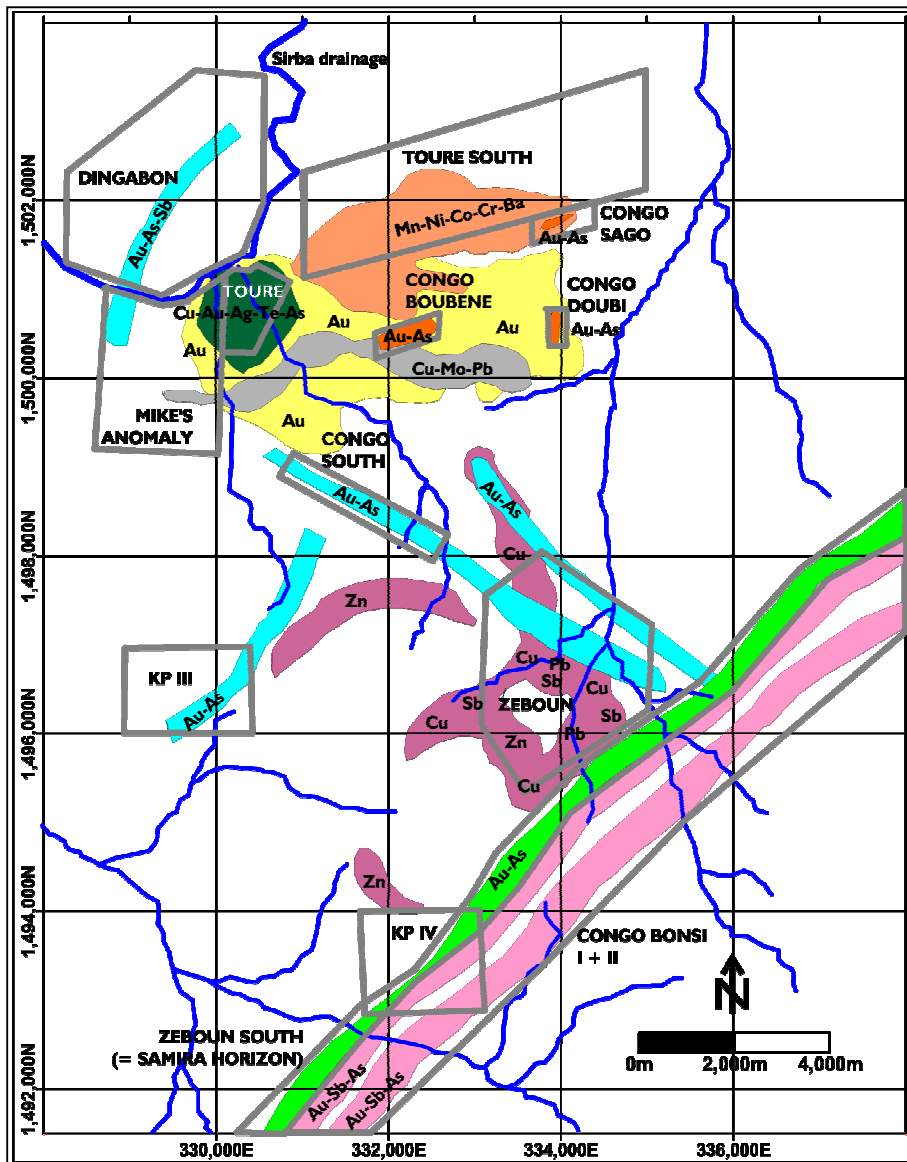 Sirba drainage
1,502,000N
1,500,000N
1,498,000N
1,496,000N
1,494,000N
1,492,000N
DINGABON
Au-As-Sb
TOURE SOUTH
Mn-Ni-Co-Cr-Ba
CONGO
SAGO
Au-As
TOURE
Cu-Au-Ag-Te-As
CONGO
BOUBENE
CONGO
DOUBI
Au
Au-As
Au
Au-As
Au
Cu-Mo-Pb
MIKE'S
ANOMALY
Au
CONGO
SOUTH
Au-As
Au-As
Cu
Zn
KP III
Au-As
Cu
Pb
Sb
Cu
Sb
ZEBOUN
Sb
Cu
Zn
Pb
Cu
Au-As
Zn
KP IV
CONGO BONSI
I + II
N
ZEBOUN SOUTH
(= SAMIRA HORIZON)
Au-Sb-As
Au-Sb-As
0m
2,000m
4,000m
330,000E
332,000E
334,000E
336,000E